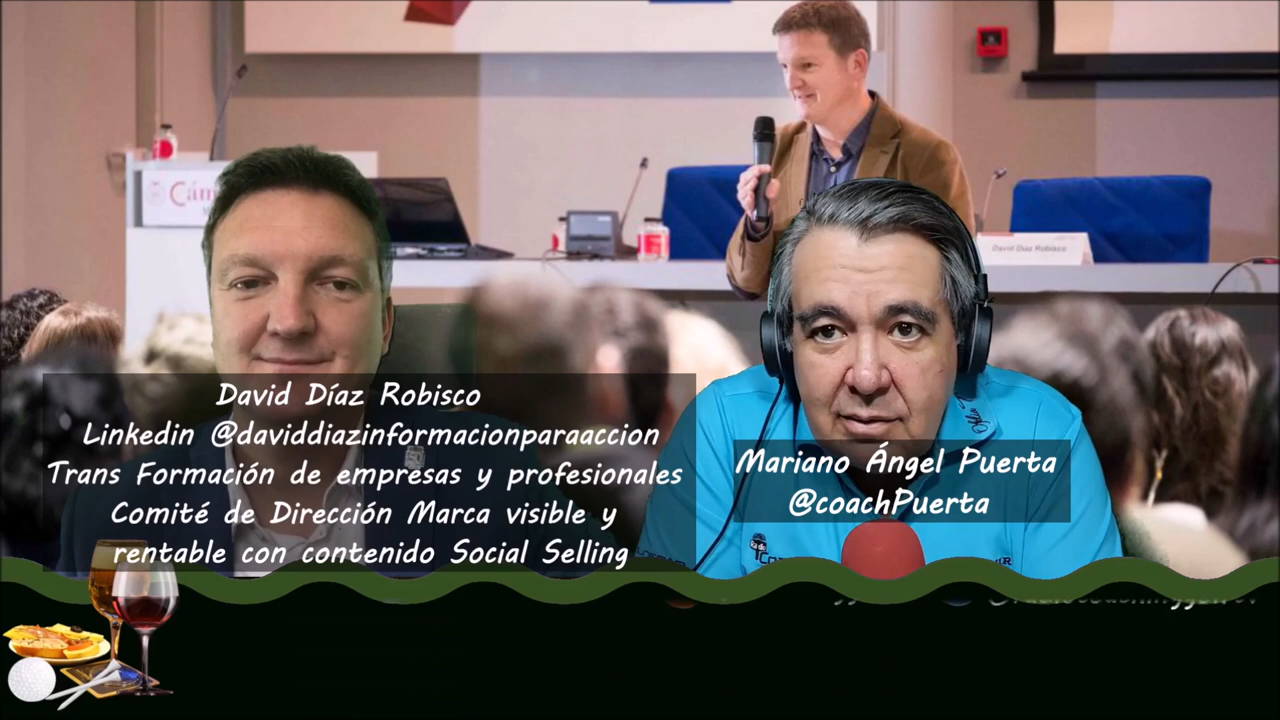 Cám
David Díaz Robisco
David Díaz Robisco
Linkedin @daviddiazinformacionparaaccion
Trans Formación de empresas y profesionales
Comité de Dirección Marca visible y
rentable con contenido Social Selling
Mariano Ángel Puerta
@coachPuerta